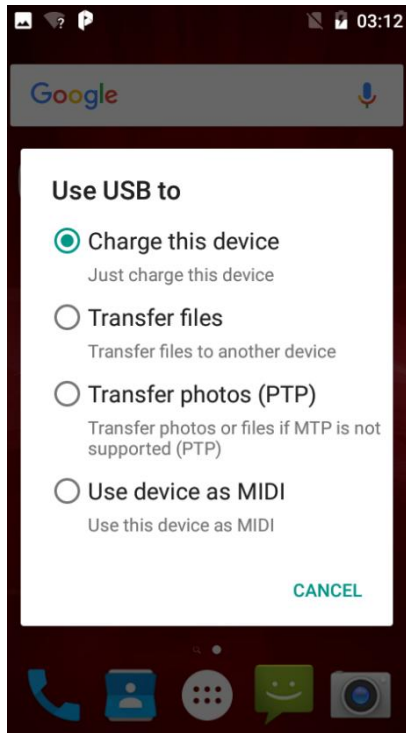 03:12
Google
Use USB to
Charge this device
Just charge this device
Transfer files
Transfer files to another device
Transfer photos (PTP)
Transfer photos or files if MTP is not
supported (PTP)
Use device as MIDI
Use this device as MIDI
CANCEL